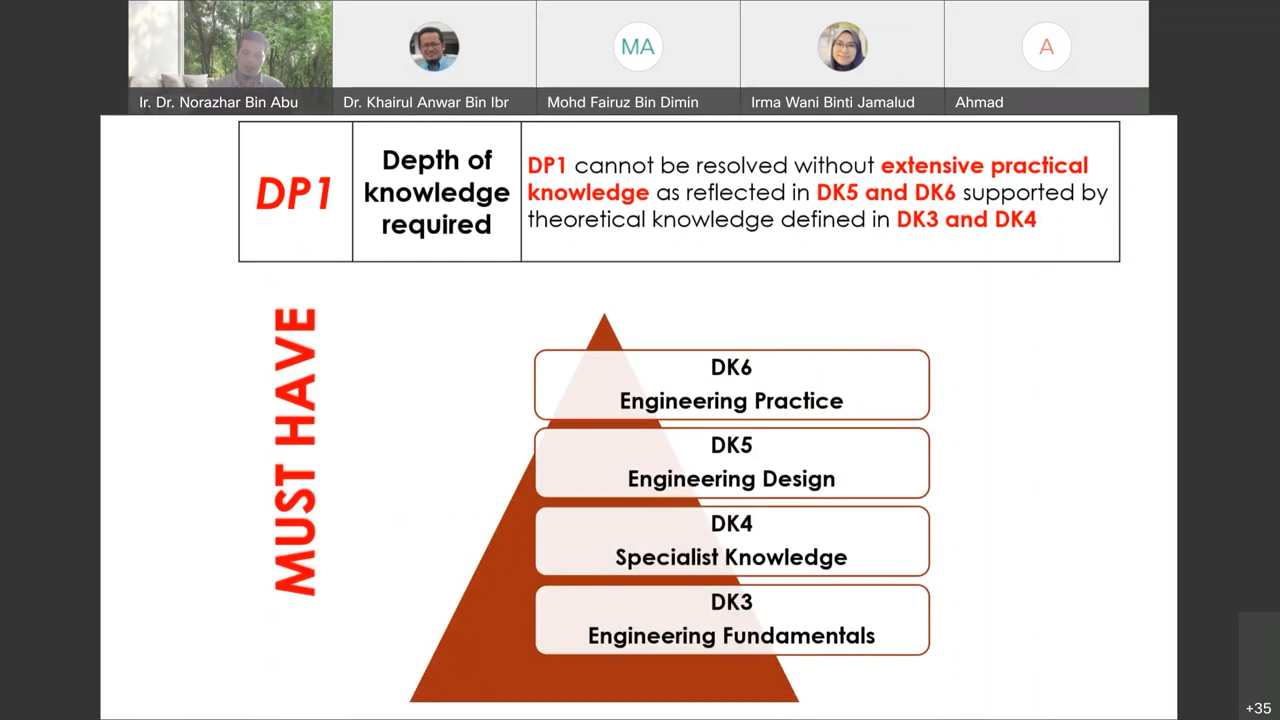 Ir. Dr. Norazhar Bin Abu
Dr. Khairul Anwar Bin Ibr
MA
Mohd Fairuz Bin Dimin
Irma Wani Binti Jamalud
A
Ahmad
DP1
Depth of
knowledge
required
DP1 cannot be resolved without extensive practical
knowledge as reflected in DK5 and DK6 supported by
theoretical knowledge defined in DK3 and DK4
MUST HAVE
DK6
Engineering Practice
DK5
Engineering Design
DK4
Specialist Knowledge
DK3
Engineering Fundamentals
+35